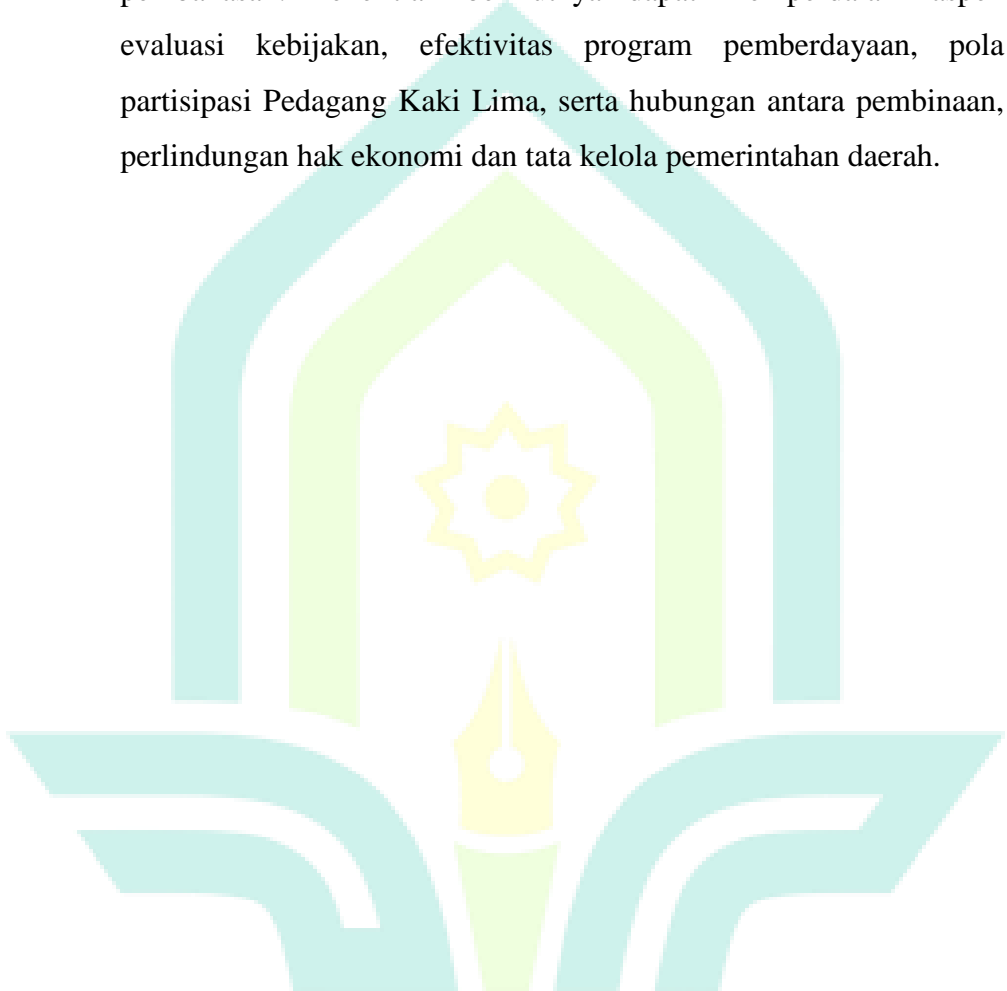 evaluasi kebijakan, efektivitas program pemberdayaan, pola
partisipasi Pedagang Kaki Lima, serta hubungan antara pembinaan,
perlindungan hak ekonomi dan tata kelola pemerintahan daerah.